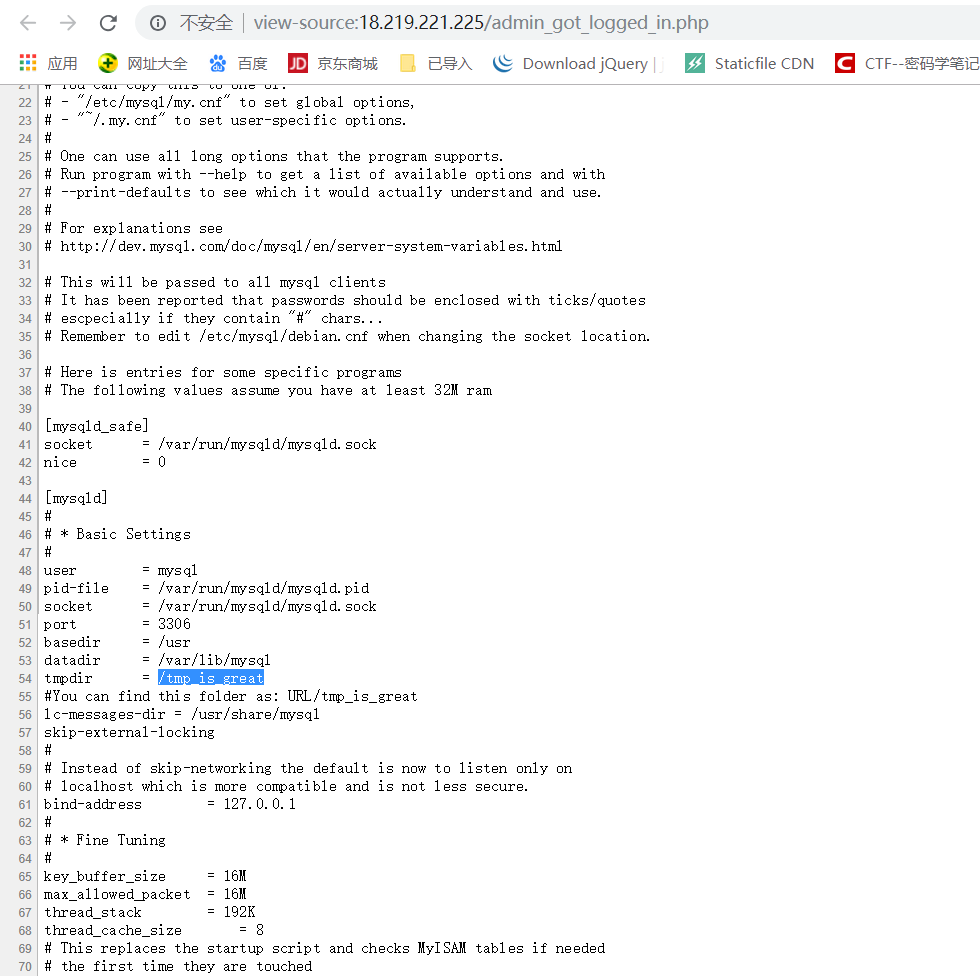 不安全 | view-source:18.219.221.225/admin_got_logged_in.php
应用 网址大全 百度 JD 京东商城 已导入 Download jQuery | Staticfile CDN C CTF--密码学笔记
21 # You can copy this to one of:
22 # - "/etc/mysql/my.cnf" to set global options,
23 # - "~/.my.cnf" to set user-specific options.
24 #
25 # One can use all long options that the program supports.
26 # Run program with --help to get a list of available options and with
27 # --print-defaults to see which it would actually understand and use.
28 #
29 # For explanations see
30 # http://dev.mysql.com/doc/mysql/en/server-system-variables.html
31
32 # This will be passed to all mysql clients
33 # It has been reported that passwords should be enclosed with ticks/quotes
34 # escpecially if they contain "#" chars...
35 # Remember to edit /etc/mysql/debian.cnf when changing the socket location.
36
37 # Here is entries for some specific programs
38 # The following values assume you have at least 32M ram
39
40 [mysqld_safe]
41 socket = /var/run/mysqld/mysqld.sock
42 nice = 0
43
44 [mysqld]
45 #
46 # * Basic Settings
47 #
48 user = mysql
49 pid-file = /var/run/mysqld/mysqld.pid
50 socket = /var/run/mysqld/mysqld.sock
51 port = 3306
52 basedir = /usr
53 datadir = /var/lib/mysql
54 tmpdir = /tmp_is_great
55 #You can find this folder as: URL/tmp_is_great
56 lc-messages-dir = /usr/share/mysql
57 skip-external-locking
58 #
59 # Instead of skip-networking the default is now to listen only on
60 # localhost which is more compatible and is not less secure.
61 bind-address = 127.0.0.1
62 #
63 # * Fine Tuning
64 #
65 key_buffer_size = 16M
66 max_allowed_packet = 16M
67 thread_stack = 192K
68 thread_cache_size = 8
69 # This replaces the startup script and checks MyISAM tables if needed
70 # the first time they are touched